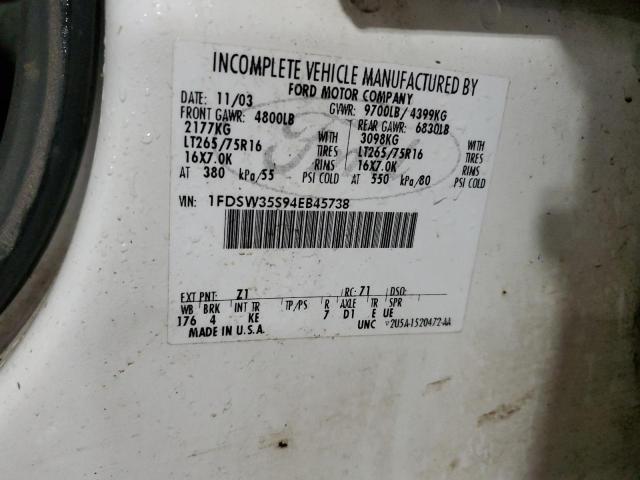 INCOMPLETE VEHICLE MANUFACTURED BY
FORD MOTOR COMPANY
DATE: 11/03 GVWR: 9700LB/ 4399KG
FRONT GAWR: 4800LB REAR GAWR: 6830LB
2177KG WITH 3098KG WITH
LT265/75R16 TIRES LT265/75R16 TIRES
16X7.0K RIMS 16X7.0K RIMS
AT 380 kPa/55 PSI COLD AT 550 kPa/80 PSI COLD
VIN: 1FDSW35S94EB45738
EXT PNT: Z1 RC: 71 DSO:
WB BRK INT TR TP/PS R AXLE TR SPR
176 4 KE 7 D1 E UE
MADE IN U.S.A. UNC 2U5A-1520472-AA
Ford